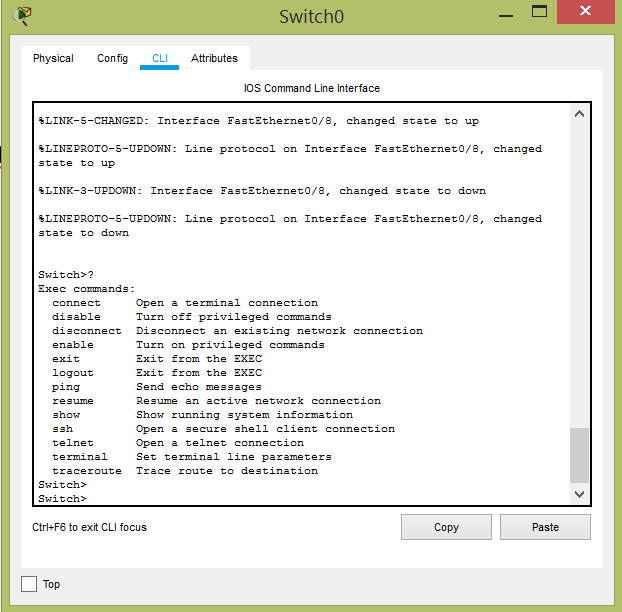 Switch0
Physical Config CLI Attributes
IOS Command Line Interface
%LINK-5-CHANGED: Interface FastEthernet0/8, changed state to up
%LINEPROTO-5-UPDOWN: Line protocol on Interface FastEthernet0/8, changed
state to up
%LINK-3-UPDOWN: Interface FastEthernet0/8, changed state to down
%LINEPROTO-5-UPDOWN: Line protocol on Interface FastEthernet0/8, changed
state to down
Switch>?
Exec commands:
connect Open a terminal connection
disable Turn off privileged commands
disconnect Disconnect an existing network connection
enable Turn on privileged commands
exit Exit from the EXEC
logout Exit from the EXEC
ping Send echo messages
resume Resume an active network connection
show Show running system information
ssh Open a secure shell client connection
telnet Open a telnet connection
terminal Set terminal line parameters
traceroute Trace route to destination
Switch>
Switch>
Ctrl+F6 to exit CLI focus
Copy Paste
Top